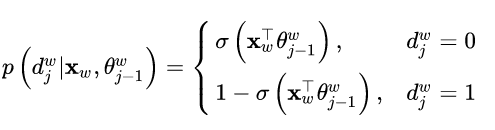 p(d_j^w|𝐱_w, θ_{j−1}^w) = { σ(𝐱_w^⊤ θ_{j−1}^w), d_j^w = 0
1 − σ(𝐱_w^⊤ θ_{j−1}^w), d_j^w = 1